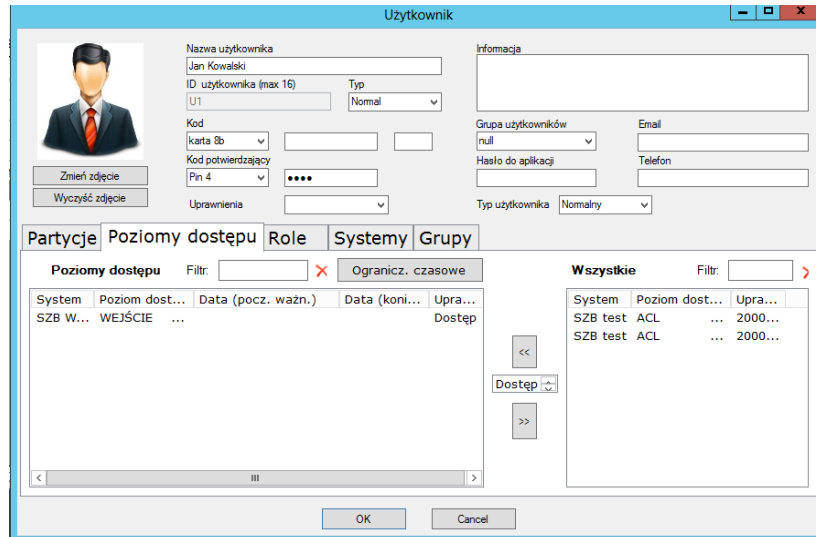 Użytkownik
Nazwa użytkownika
Jan Kowalski
ID użytkownika (max 16) Typ
U1 Normal
Kod
karta 8b
Kod potwierdzający
Pin 4 ●●●●
Uprawnienia
Informacja
Grupa użytkowników Email
null
Hasło do aplikacji Telefon
Typ użytkownika Normalny
Zmień zdjęcie
Wyczyść zdjęcie
Partycje Poziomy dostępu Role Systemy Grupy
Poziomy dostępu Filtr: Ogranicz. czasowe
System Poziom dost... Data (pocz. ważn.) Data (koni... Upra...
SZB W... WEJŚCIE ... Dostęp
<<
Dostęp
>>
Wszystkie Filtr:
System Poziom dost... Upra...
SZB test ACL ... 2000...
SZB test ACL ... 2000...
OK Cancel